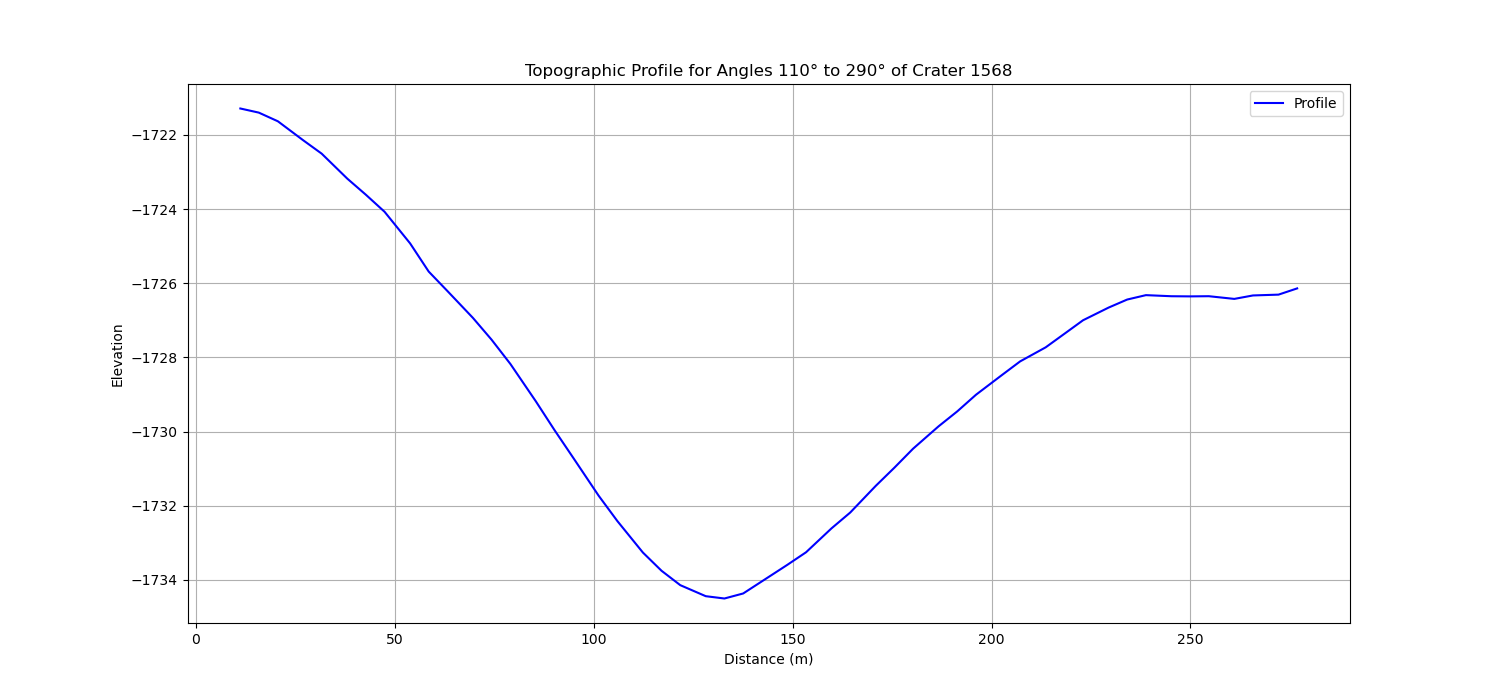 Topographic Profile for Angles 110° to 290° of Crater 1568
Profile
−1722
−1724
−1726
−1728
−1730
−1732
−1734
Elevation
0 50 100 150 200 250
Distance (m)